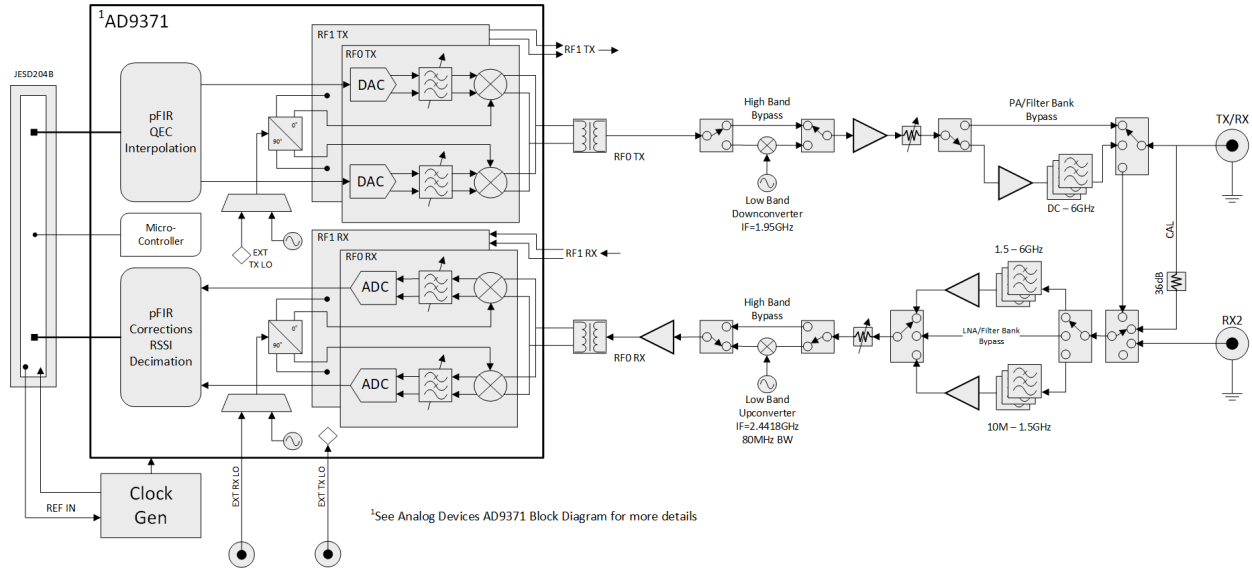 ¹AD9371
JESD204B
pFIR
QEC
Interpolation
Micro-
Controller
pFIR
Corrections
RSSI
Decimation
RF1 TX
RF0 TX
DAC
0°
90°
DAC
EXT
TX LO
RF1 TX
RF1 RX
RF0 RX
ADC
0°
90°
ADC
RF1 RX
RF0 TX
High Band
Bypass
Low Band
Downconverter
IF=1.95GHz
PA/Filter Bank
Bypass
DC – 6GHz
TX/RX
CAL
36dB
1.5 – 6GHz
LNA/Filter Bank
Bypass
10M – 1.5GHz
RX2
RF0 RX
High Band
Bypass
Low Band
Upconverter
IF=2.4418GHz
80MHz BW
Clock
Gen
REF IN
EXT RX LO
EXT TX LO
¹See Analog Devices AD9371 Block Diagram for more details